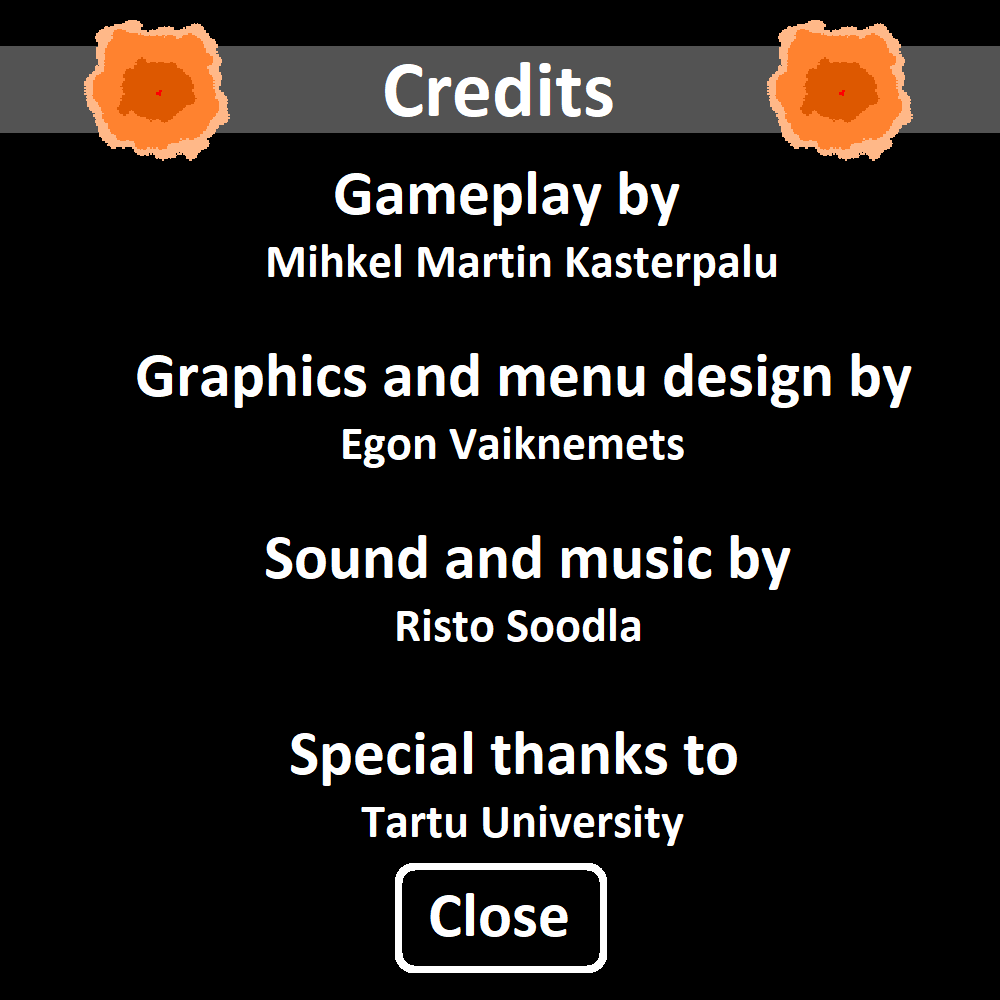 Credits
Gameplay by
Mihkel Martin Kasterpalu
Graphics and menu design by
Egon Vaiknemets
Sound and music by
Risto Soodla
Special thanks to
Tartu University
Close